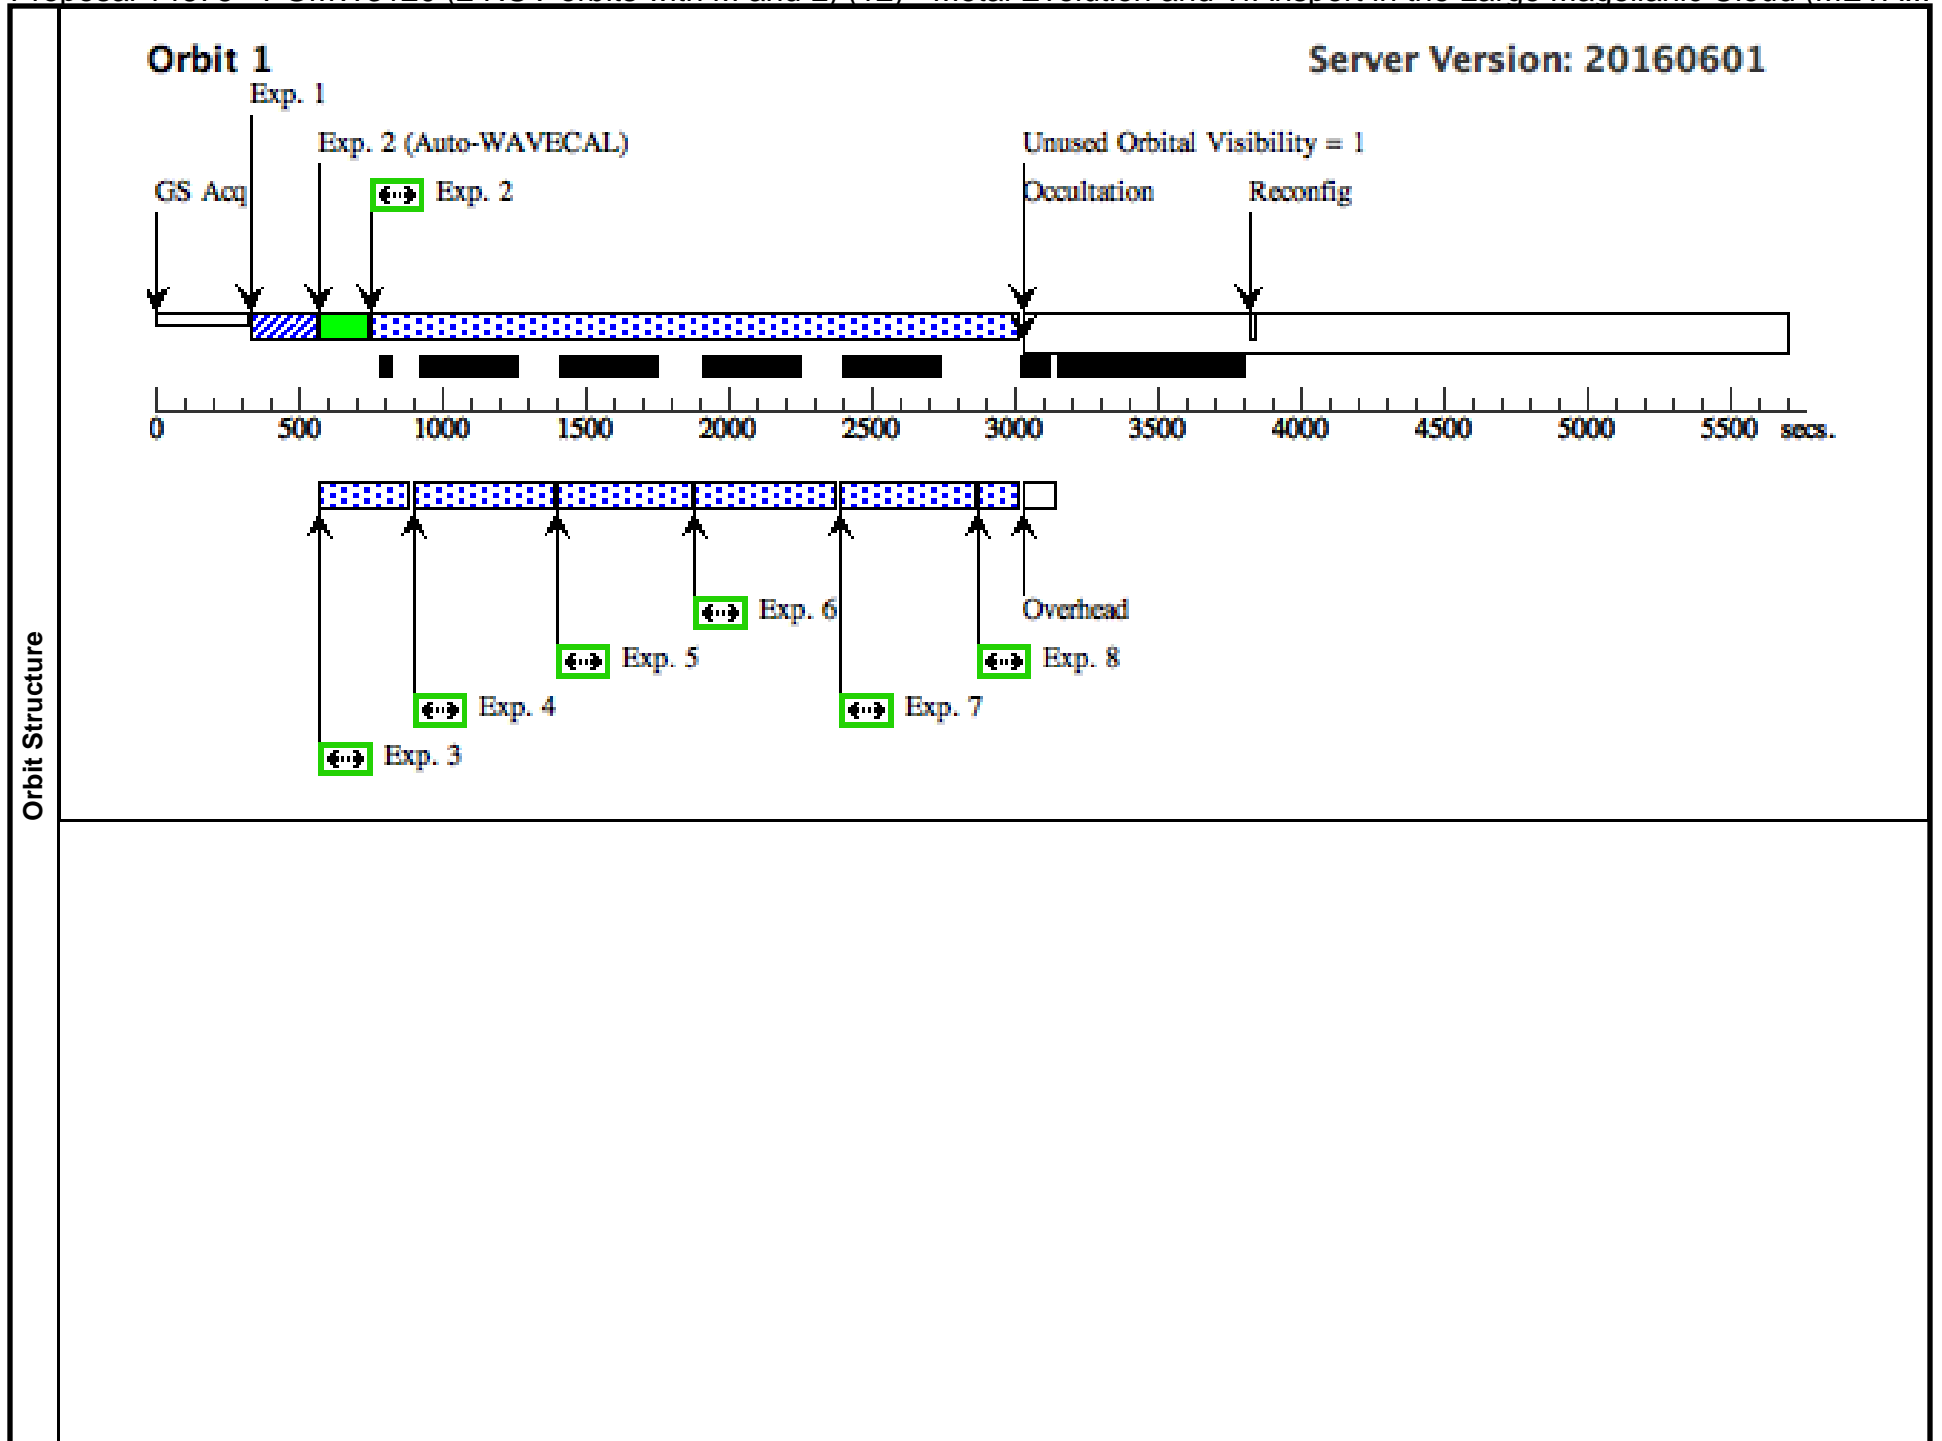 Orbit 1
Server Version: 20160601
Exp. 1
Exp. 2 (Auto-WAVECAL)
Unused Orbital Visibility = 1
GS Acq
Exp. 2
Occultation
Reconfig
0 500 1000 1500 2000 2500 3000 3500 4000 4500 5000 5500 secs.
Exp. 6
Overhead
Exp. 5
Exp. 8
Exp. 4
Exp. 7
Exp. 3
Orbit Structure